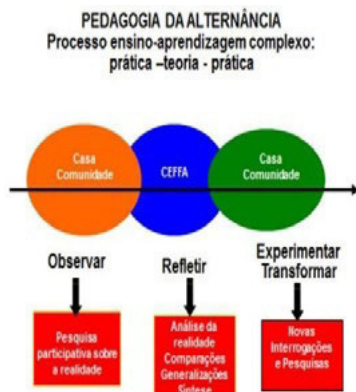 PEDAGOGIA DA ALTERNÂNCIA
Processo ensino-aprendizagem complexo:
prática –teoria - prática
Casa
Comunidade
CEFFA
Casa
Comunidade
Observar
Refletir
Experimentar
Transformar
Pesquisa
participativa sobre
a realidade
Análise da
realidade
Comparações
Generalizações
Síntese
Novas
Interrogações
e Pesquisas